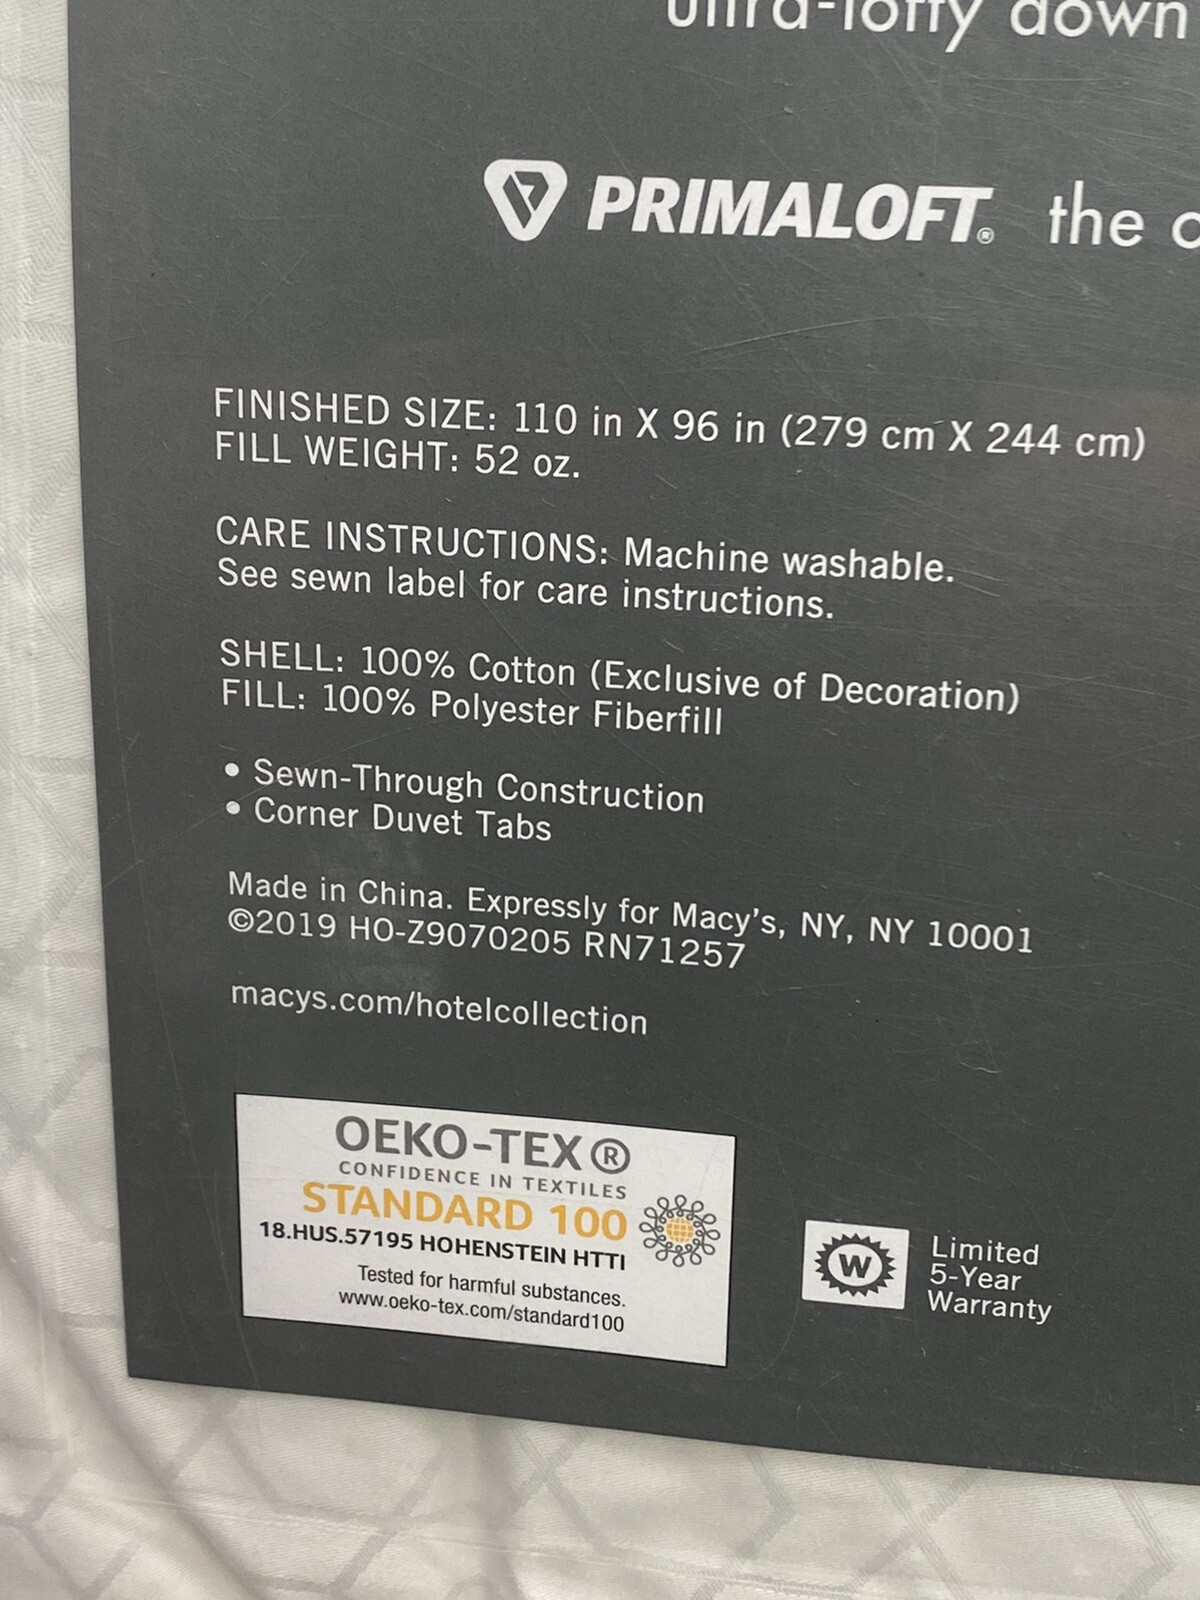 ultra-lofty down
PRIMALOFT® the
FINISHED SIZE: 110 in X 96 in (279 cm X 244 cm)
FILL WEIGHT: 52 oz.
CARE INSTRUCTIONS: Machine washable.
See sewn label for care instructions.
SHELL: 100% Cotton (Exclusive of Decoration)
FILL: 100% Polyester Fiberfill
• Sewn-Through Construction
• Corner Duvet Tabs
Made in China. Expressly for Macy's, NY, NY 10001
©2019 HO-Z9070205 RN71257
macys.com/hotelcollection
OEKO-TEX®
CONFIDENCE IN TEXTILES
STANDARD 100
18.HUS.57195 HOHENSTEIN HTTI
Tested for harmful substances.
www.oeko-tex.com/standard100
W
Limited
5-Year
Warranty